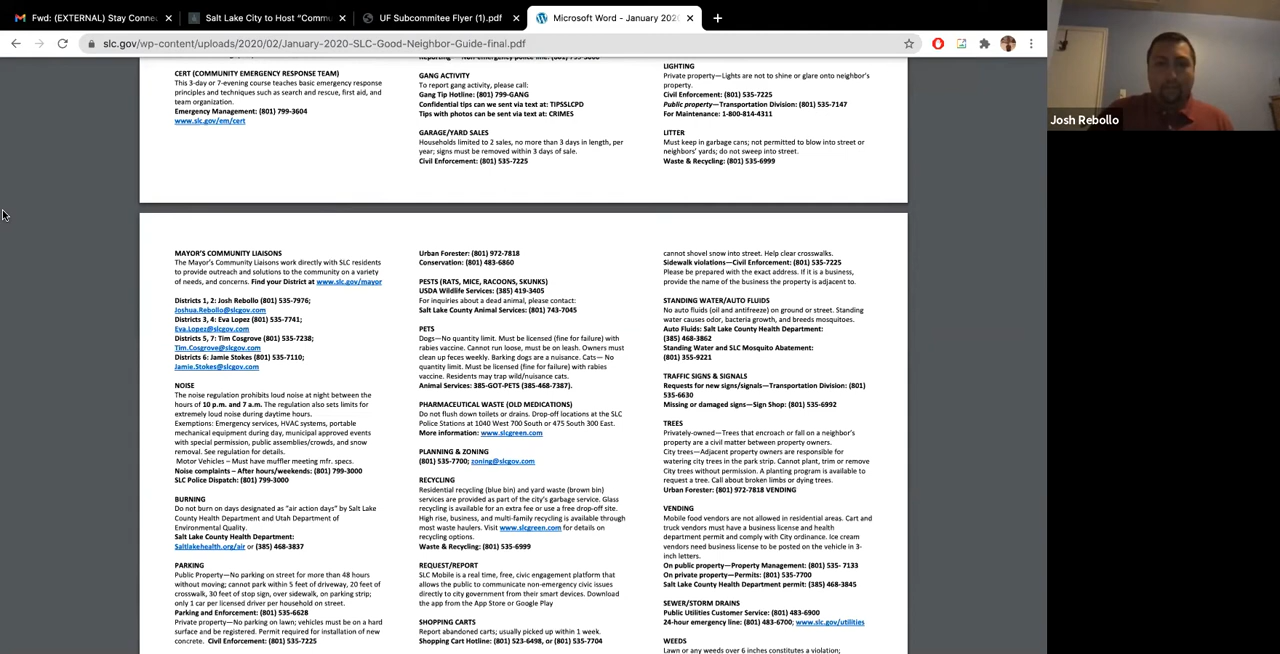 Fwd: (EXTERNAL) Stay Conne
Salt Lake City to Host "Commu
UF Subcommitee Flyer (1).pdf
Microsoft Word - January 202
slc.gov/wp-content/uploads/2020/02/January-2020-SLC-Good-Neighbor-Guide-final.pdf
Josh Rebollo
CERT (COMMUNITY EMERGENCY RESPONSE TEAM)
This 3-day or 7-evening course teaches basic emergency response
principles and techniques such as search and rescue, first aid, and
team organization.
Emergency Management: (801) 799-3604
www.slc.gov/em/cert
GANG ACTIVITY
To report gang activity, please call:
Gang Tip Hotline: (801) 799-GANG
Confidential tips can we sent via text at: TIPSSLCPD
Tips with photos can be sent via text at: CRIMES
GARAGE/YARD SALES
Households limited to 2 sales, no more than 3 days in length, per
year; signs must be removed within 3 days of sale.
Civil Enforcement: (801) 535-7225
LIGHTING
Private property—Lights are not to shine or glare onto neighbor's
property.
Civil Enforcement: (801) 535-7225
Public property—Transportation Division: (801) 535-7147
For Maintenance: 1-800-814-4311
LITTER
Must keep in garbage cans; not permitted to blow into street or
neighbors' yards; do not sweep into street.
Waste & Recycling: (801) 535-6999
MAYOR'S COMMUNITY LIAISONS
The Mayor's Community Liaisons work directly with SLC residents
to provide outreach and solutions to the community on a variety
of needs, and concerns. Find your District at www.slc.gov/mayor
Districts 1, 2: Josh Rebollo (801) 535-7976;
Joshua.Rebollo@slcgov.com
Districts 3, 4: Eva Lopez (801) 535-7741;
Eva.Lopez@slcgov.com
Districts 5, 7: Tim Cosgrove (801) 535-7238;
Tim.Cosgrove@slcgov.com
Districts 6: Jamie Stokes (801) 535-7110;
Jamie.Stokes@slcgov.com
NOISE
The noise regulation prohibits loud noise at night between the
hours of 10 p.m. and 7 a.m. The regulation also sets limits for
extremely loud noise during daytime hours.
Exemptions: Emergency services, HVAC systems, portable
mechanical equipment during day, municipal approved events
with special permission, public assemblies/crowds, and snow
removal. See regulation for details.
Motor Vehicles – Must have muffler meeting mfr. specs.
Noise complaints – After hours/weekends: (801) 799-3000
SLC Police Dispatch: (801) 799-3000
BURNING
Do not burn on days designated as "air action days" by Salt Lake
County Health Department and Utah Department of
Environmental Quality.
Salt Lake County Health Department:
Saltlakehealth.org/air or (385) 468-3837
PARKING
Public Property—No parking on street for more than 48 hours
without moving; cannot park within 5 feet of driveway, 20 feet of
crosswalk, 30 feet of stop sign, over sidewalk, on parking strip;
only 1 car per licensed driver per household on street.
Parking and Enforcement: (801) 535-6628
Private property—No parking on lawn; vehicles must be on a hard
surface and be registered. Permit required for installation of new
concrete. Civil Enforcement: (801) 535-7225
Urban Forester: (801) 972-7818
Conservation: (801) 483-6860
PESTS (RATS, MICE, RACOONS, SKUNKS)
USDA Wildlife Services: (385) 419-3405
For inquiries about a dead animal, please contact:
Salt Lake County Animal Services: (801) 743-7045
PETS
Dogs—No quantity limit. Must be licensed (fine for failure) with
rabies vaccine. Cannot run loose, must be on leash. Owners must
clean up feces weekly. Barking dogs are a nuisance. Cats— No
quantity limit. Must be licensed (fine for failure) with rabies
vaccine. Residents may trap wild/nuisance cats.
Animal Services: 385-GOT-PETS (385-468-7387).
PHARMACEUTICAL WASTE (OLD MEDICATIONS)
Do not flush down toilets or drains. Drop-off locations at the SLC
Police Stations at 1040 West 700 South or 475 South 300 East.
More information: www.slcgreen.com
PLANNING & ZONING
(801) 535-7700; zoning@slcgov.com
RECYCLING
Residential recycling (blue bin) and yard waste (brown bin)
services are provided as part of the city's garbage service. Glass
recycling is available for an extra fee or use a free drop-off site.
High rise, business, and multi-family recycling is available through
most waste haulers. Visit www.slcgreen.com for details on
recycling options.
Waste & Recycling: (801) 535-6999
REQUEST/REPORT
SLC Mobile is a real time, free, civic engagement platform that
allows the public to communicate non-emergency civic issues
directly to city government from their smart devices. Download
the app from the App Store or Google Play
SHOPPING CARTS
Report abandoned carts; usually picked up within 1 week.
Shopping Cart Hotline: (801) 523-6498, or (801) 535-7704
cannot shovel snow into street. Help clear crosswalks.
Sidewalk violations—Civil Enforcement: (801) 535-7225
Please be prepared with the exact address. If it is a business,
provide the name of the business the property is adjacent to.
STANDING WATER/AUTO FLUIDS
No auto fluids (oil and antifreeze) on ground or street. Standing
water causes odor, bacteria growth, and breeds mosquitoes.
Auto Fluids: Salt Lake County Health Department:
(385) 468-3862
Standing Water and SLC Mosquito Abatement:
(801) 355-9221
TRAFFIC SIGNS & SIGNALS
Requests for new signs/signals—Transportation Division: (801)
535-6630
Missing or damaged signs—Sign Shop: (801) 535-6992
TREES
Privately-owned—Trees that encroach or fall on a neighbor's
property are a civil matter between property owners.
City trees—Adjacent property owners are responsible for
watering city trees in the park strip. Cannot plant, trim or remove
City trees without permission. A planting program is available to
request a tree. Call about broken limbs or dying trees.
Urban Forester: (801) 972-7818 VENDING
VENDING
Mobile food vendors are not allowed in residential areas. Cart and
truck vendors must have a business license and health
department permit and comply with City ordinance. Ice cream
vendors need business license to be posted on the vehicle in 3-
inch letters.
On public property—Property Management: (801) 535- 7133
On private property—Permits: (801) 535-7700
Salt Lake County Health Department permit: (385) 468-3845
SEWER/STORM DRAINS
Public Utilities Customer Service: (801) 483-6900
24-hour emergency line: (801) 483-6700; www.slc.gov/utilities
WEEDS
Lawn or any weeds over 6 inches constitutes a violation;